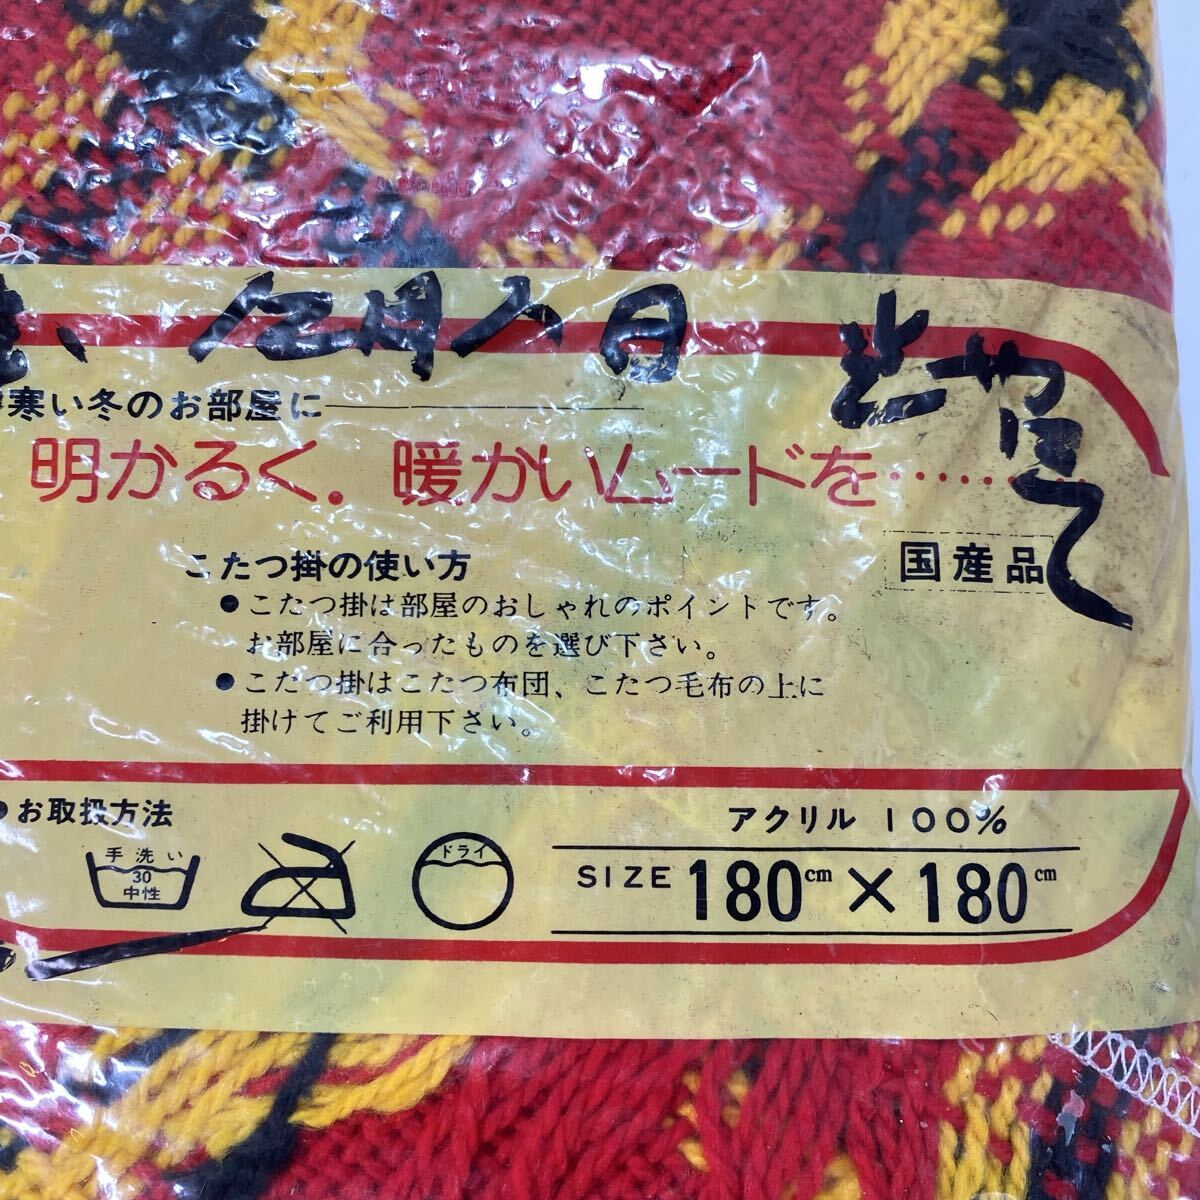 月八日
寒い冬のお部屋に
明かるく.暖かいムードを………
国産品
こたつ掛の使い方
●こたつ掛は部屋のおしゃれのポイントです。
お部屋に合ったものを選び下さい。
●こたつ掛はこたつ布団、こたつ毛布の上に
掛けてご利用下さい。
●お取扱方法
手洗い
30
中性
ドライ
アクリル 100%
SIZE 180cm×180cm